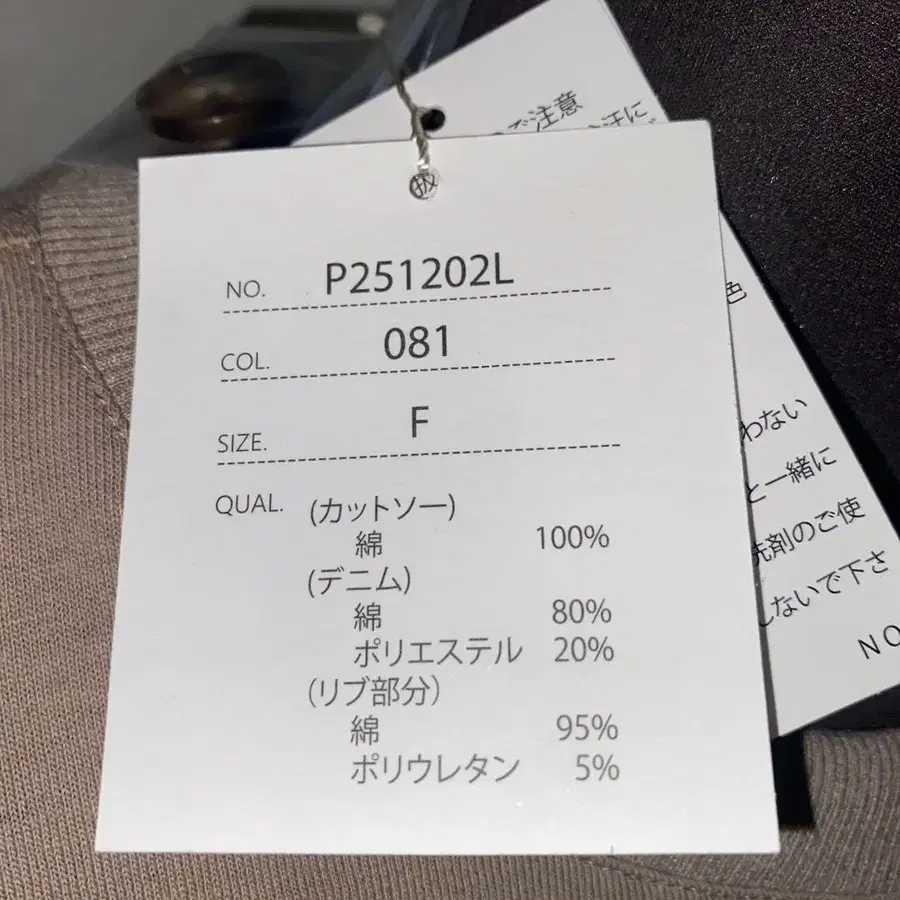 ご注意
汗に
抜
NO. P251202L
COL. 081
SIZE. F
QUAL. (カットソー)
綿 100%
(デニム)
綿 80%
ポリエステル 20%
(リブ部分)
綿 95%
ポリウレタン 5%
色
わない
と一緒に
洗剤のご使
しないで下さ
NO